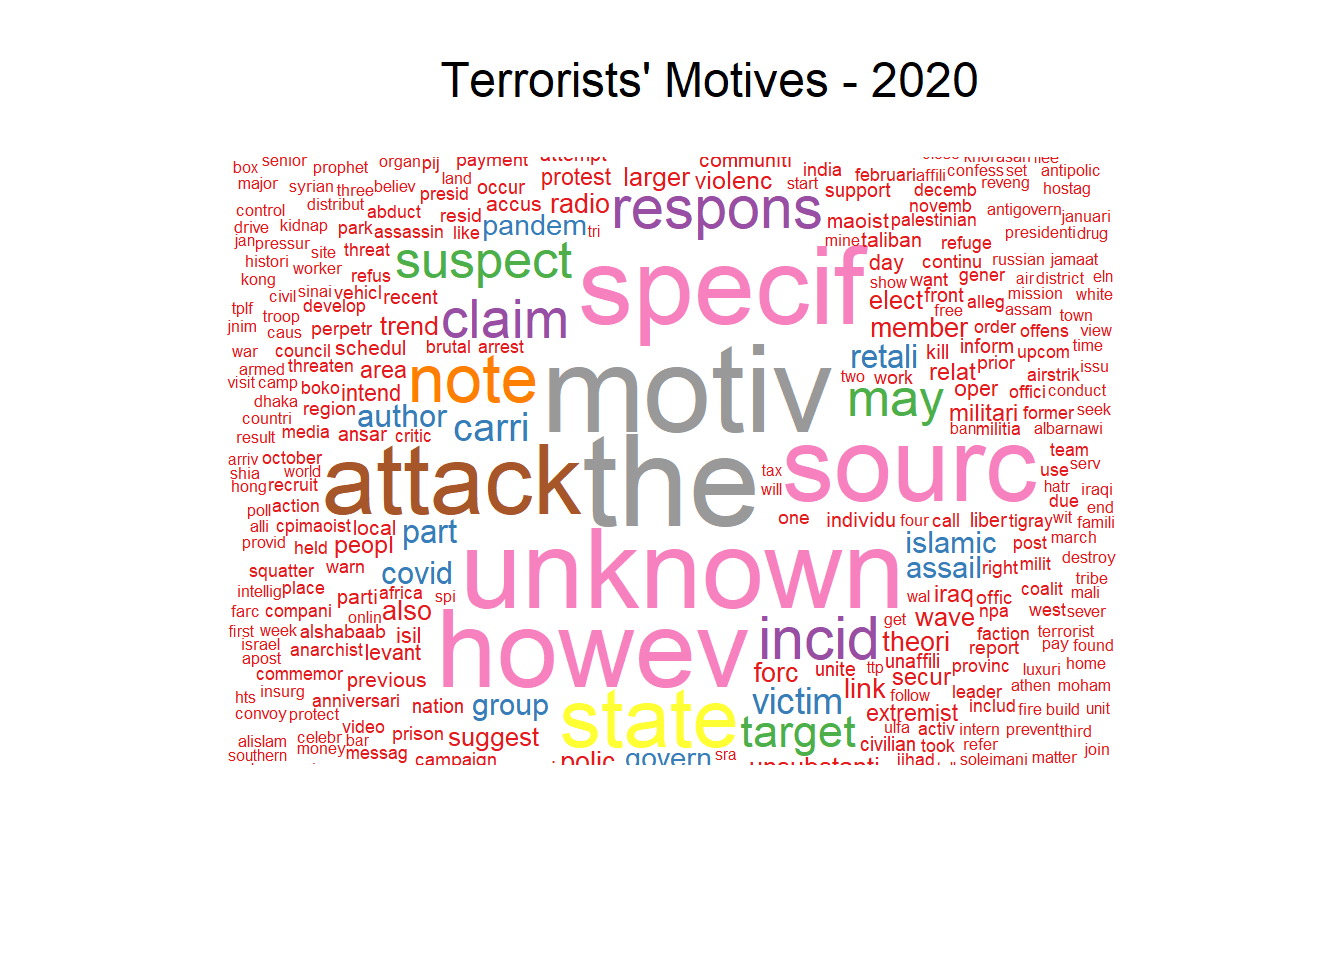 Terrorists' Motives - 2020
box senior prophet organ pij payment attempt communiti india februari affili close khorasan flee confess set antipolic
major syrian three believ land presid occur protest larger violenc start support decemb reveng hostag
control distribut abduct resid accus radio respons maoist palestinian novemb antigovern januari
drive kidnap park assassin like pandem tri mine taliban refuge presidenti drug
jan pressur site threat suspect specif day continu russian jamaat
histori worker refus show want gener air district eln
kong civil sinai vehicl recent claim elect front free alleg mission white
tplf troop develop trend member order assam town
jnim caus perpetr brutal arrest retali kill inform offens view
war council schedul note motiv relat prior upcom time
armed threaten area two work airstrik issu
visit camp boko intend may oper offici conduct
dhaka region author carri militari former seek
countri media ansar critic ban militia albarnawi
result attack the sourc team
arriv october tax use serv
shia world will hatr iraqi
hong recruit due end
poll action one individu four call liber tigray wit famili
alli cpimaoist local part unknown islamic post march
provid held peopl assail right milit destroy
squatter warn covid tribe
intellig place parti africa spi wal iraq offic coalit mali
farc compani onlin also howev get wave npa west sever
first week alshabaab isil incid theori faction terrorist
israel anarchist levant report pay found
apost forc unite ttp unaffili provinc luxuri home
commemor previous link secur athen moham
hts insurg anniversari nation group state victim follow leader includ fire build unit
convoy protect video prison suggest target extremist ulfa activ intern prevent third
alislam celebr bar civilian took refer join
southern money messag campaign polic govern sra unsubstanti jihad soleimani matter